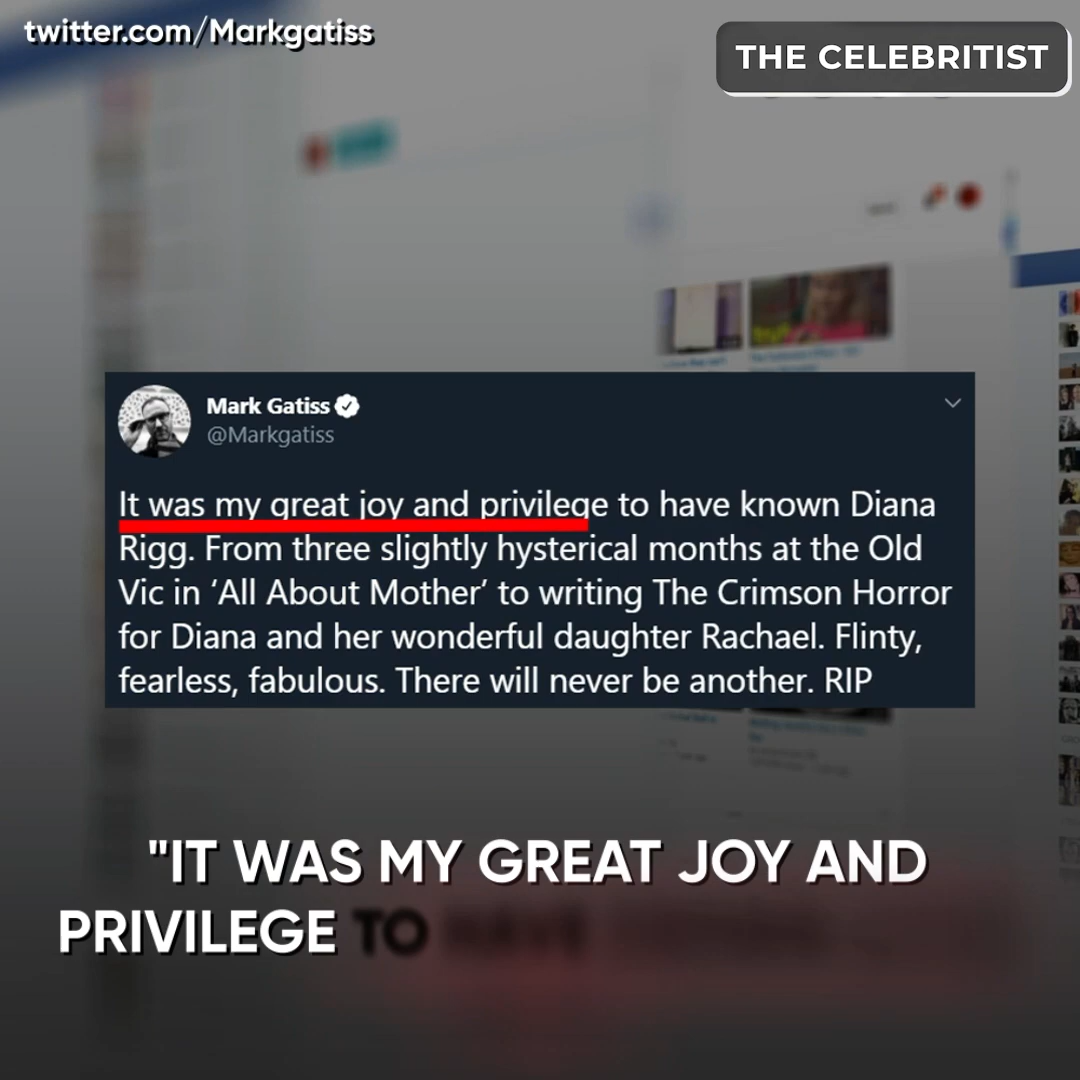 twitter.com/Markgatiss
THE CELEBRITIST
Mark Gatiss
@Markgatiss
It was my great joy and privilege to have known Diana
Rigg. From three slightly hysterical months at the Old
Vic in ‘All About Mother’ to writing The Crimson Horror
for Diana and her wonderful daughter Rachael. Flinty,
fearless, fabulous. There will never be another. RIP
"IT WAS MY GREAT JOY AND
PRIVILEGE TO HAVE